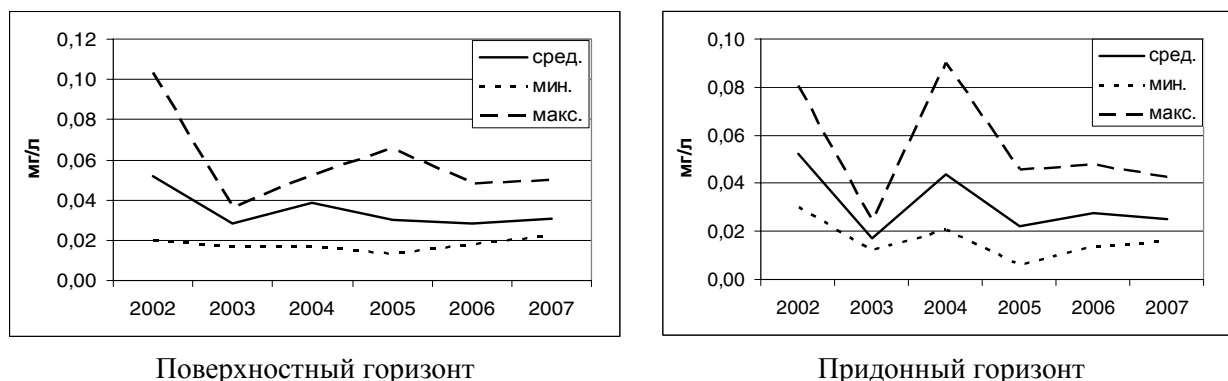 0,12
0,10
0,08
0,06
0,04
0,02
0,00
мг/л
2002 2003 2004 2005 2006 2007
сред.
мин.
макс.
Поверхностный горизонт
0,10
0,08
0,06
0,04
0,02
0,00
мг/л
2002 2003 2004 2005 2006 2007
сред.
мин.
макс.
Придонный горизонт